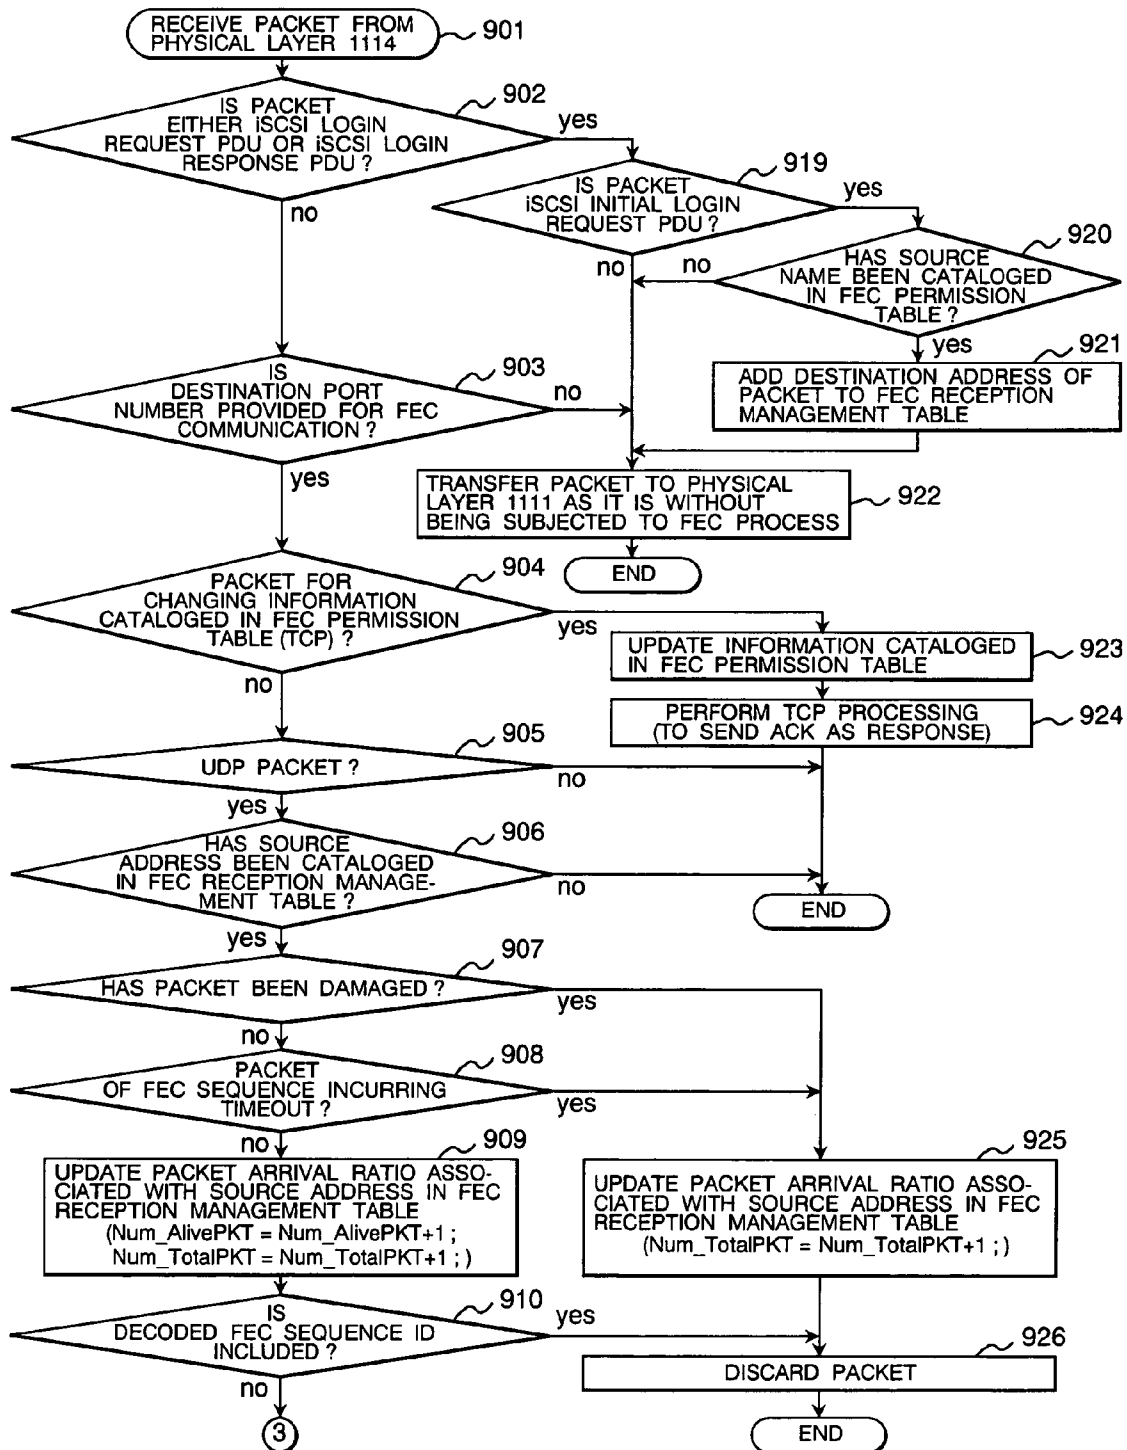 RECEIVE PACKET FROM
PHYSICAL LAYER 1114
901
IS PACKET
EITHER iSCSI LOGIN
REQUEST PDU OR iSCSI LOGIN
RESPONSE PDU ?
902
yes
no
IS PACKET
iSCSI INITIAL LOGIN
REQUEST PDU ?
919
yes
no
HAS SOURCE
NAME BEEN CATALOGED
IN FEC PERMISSION
TABLE ?
920
no
yes
ADD DESTINATION ADDRESS OF
PACKET TO FEC RECEPTION
MANAGEMENT TABLE
921
IS
DESTINATION PORT
NUMBER PROVIDED FOR FEC
COMMUNICATION ?
903
no
yes
TRANSFER PACKET TO PHYSICAL
LAYER 1111 AS IT IS WITHOUT
BEING SUBJECTED TO FEC PROCESS
922
END
PACKET FOR
CHANGING INFORMATION
CATALOGED IN FEC PERMISSION
TABLE (TCP) ?
904
yes
no
UPDATE INFORMATION CATALOGED
IN FEC PERMISSION TABLE
923
PERFORM TCP PROCESSING
(TO SEND ACK AS RESPONSE)
924
UDP PACKET ?
905
no
yes
HAS SOURCE
ADDRESS BEEN CATALOGED
IN FEC RECEPTION MANAGE-
MENT TABLE ?
906
no
yes
END
HAS PACKET BEEN DAMAGED ?
907
yes
no
PACKET
OF FEC SEQUENCE INCURRING
TIMEOUT ?
908
yes
no
UPDATE PACKET ARRIVAL RATIO ASSO-
CIATED WITH SOURCE ADDRESS IN FEC
RECEPTION MANAGEMENT TABLE
(Num_AlivePKT = Num_AlivePKT+1 ;
Num_TotalPKT = Num_TotalPKT+1 ; )
909
UPDATE PACKET ARRIVAL RATIO ASSO-
CIATED WITH SOURCE ADDRESS IN FEC
RECEPTION MANAGEMENT TABLE
(Num_TotalPKT = Num_TotalPKT+1 ; )
925
IS
DECODED FEC SEQUENCE ID
INCLUDED ?
910
yes
no
DISCARD PACKET
926
3
END